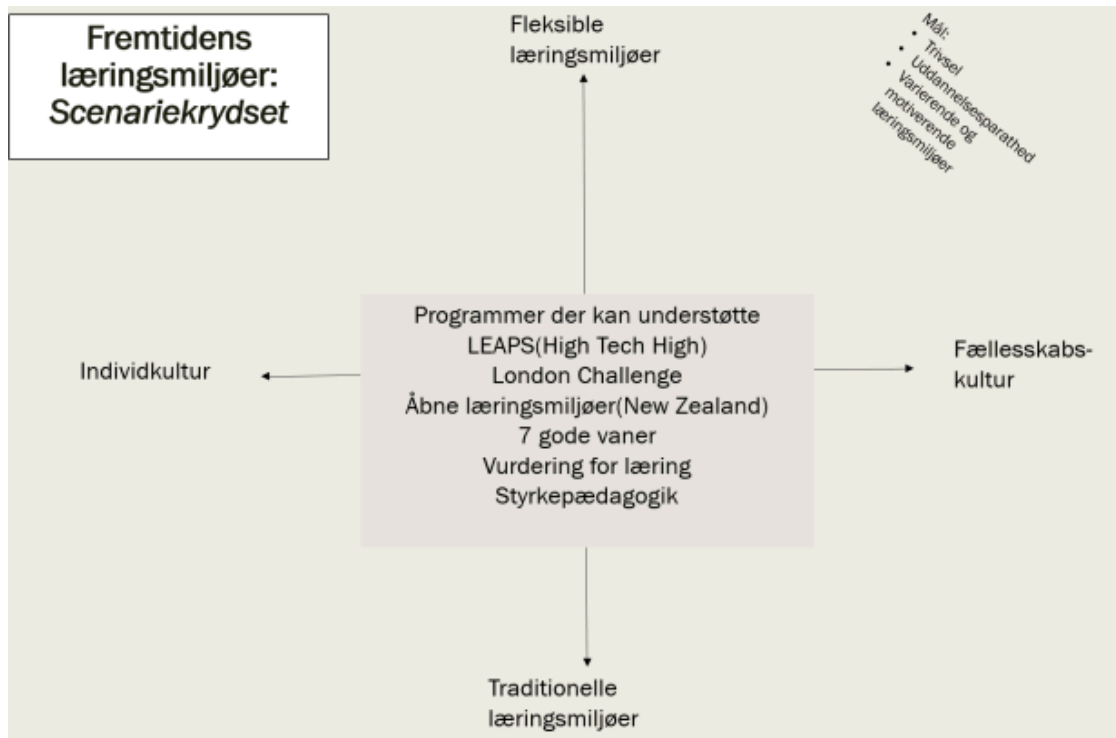 Fremtidens
læringsmiljøer:
Scenariekrydset
Fleksible
læringsmiljøer
Mål:
• Trivsel
• Uddannelsesparathed
• Varierende og
motiverende
læringsmiljøer
Programmer der kan understøtte
LEAPS(High Tech High)
London Challenge
Åbne læringsmiljøer(New Zealand)
7 gode vaner
Vurdering for læring
Styrkepædagogik
Individkultur
Fællesskabs-
kultur
Traditionelle
læringsmiljøer